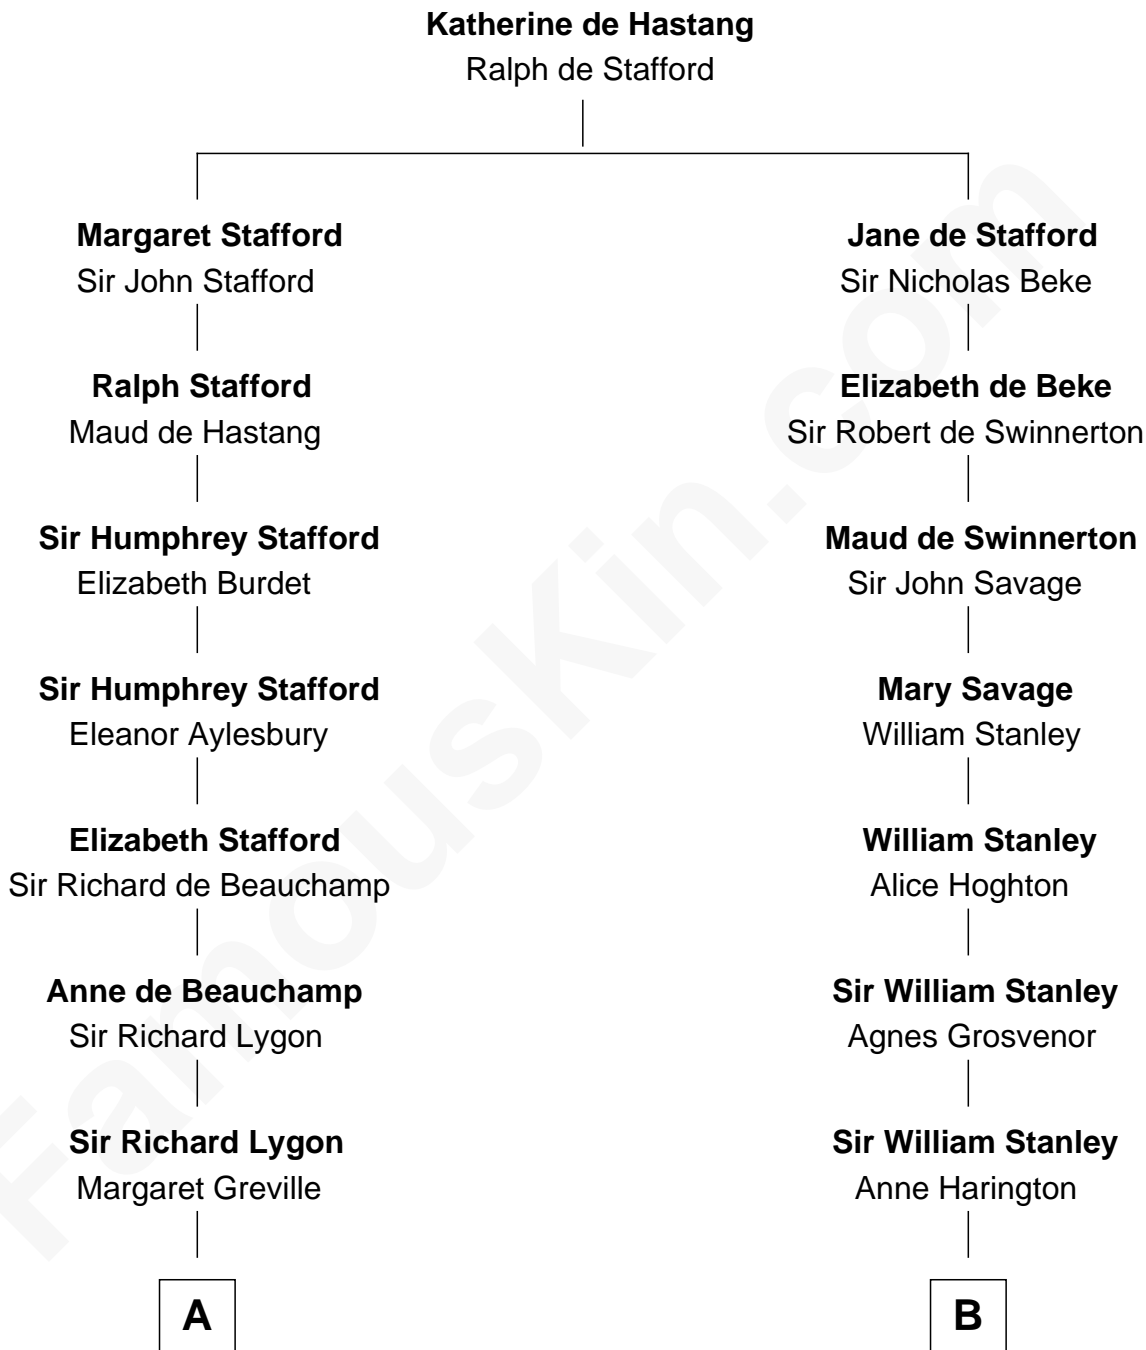 Katherine de Hastang
Ralph de Stafford
Margaret Stafford
Sir John Stafford
Jane de Stafford
Sir Nicholas Beke
Ralph Stafford
Maud de Hastang
Elizabeth de Beke
Sir Robert de Swinnerton
Sir Humphrey Stafford
Elizabeth Burdet
Maud de Swinnerton
Sir John Savage
Sir Humphrey Stafford
Eleanor Aylesbury
Mary Savage
William Stanley
Elizabeth Stafford
Sir Richard de Beauchamp
William Stanley
Alice Hoghton
Anne de Beauchamp
Sir Richard Lygon
Sir William Stanley
Agnes Grosvenor
Sir Richard Lygon
Margaret Greville
Sir William Stanley
Anne Harington
A
B
FamousKin.com